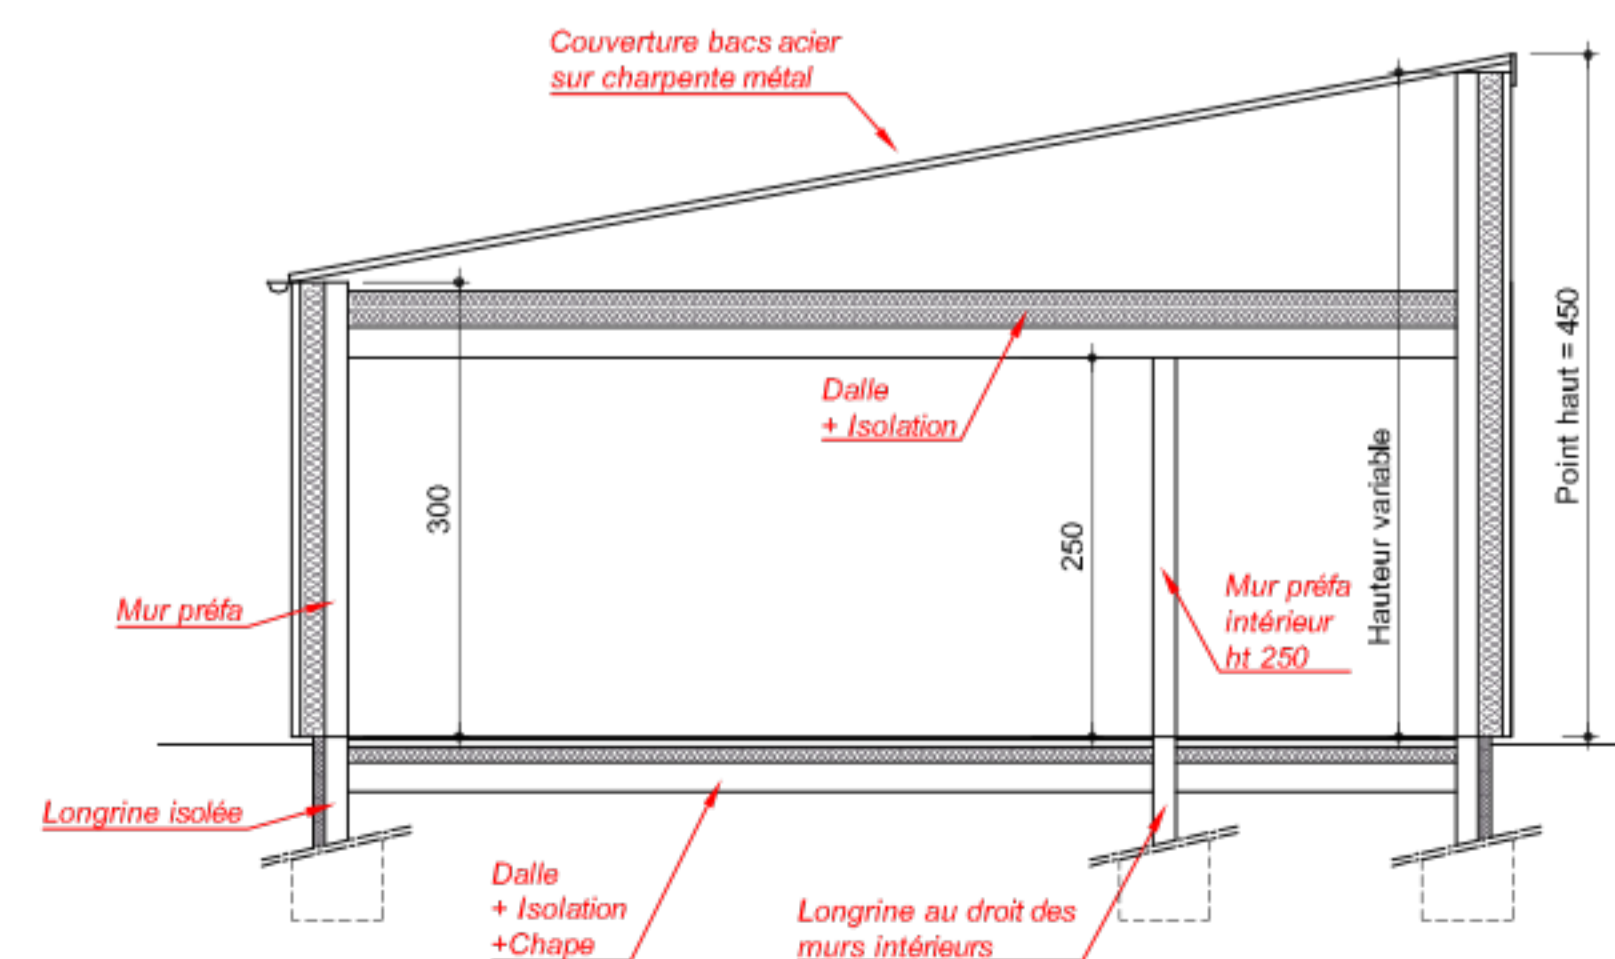 Couverture bacs acier
sur charpente métal
Point haut = 450
Dalle
+ Isolation
300
250
Hauteur variable
Mur préfa
Mur préfa
intérieur
ht 250
Longrine isolée
Dalle
+ Isolation
+Chape
Longrine au droit des
murs intérieurs